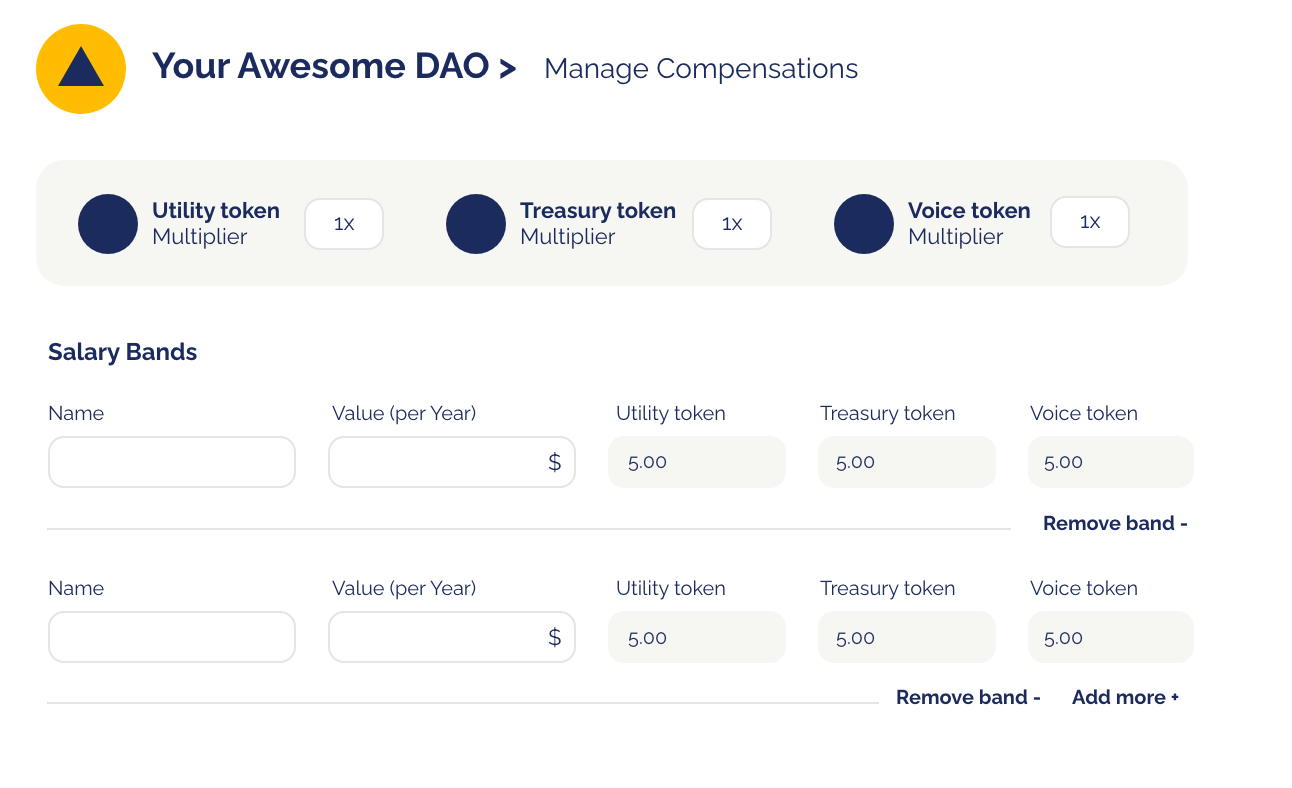 Your Awesome DAO > Manage Compensations
Utility token
Multiplier
1x
Treasury token
Multiplier
1x
Voice token
Multiplier
1x
Salary Bands
Name Value (per Year) Utility token Treasury token Voice token
$ 5.00 5.00 5.00
Remove band -
Name Value (per Year) Utility token Treasury token Voice token
$ 5.00 5.00 5.00
Remove band - Add more +